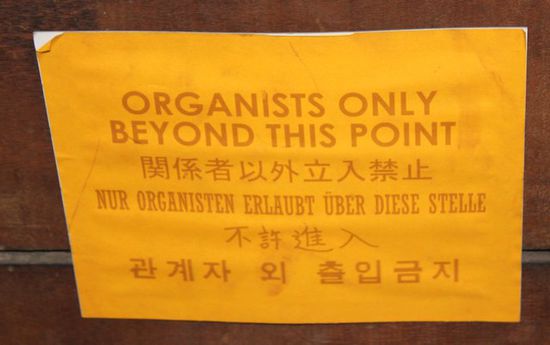 ORGANISTS ONLY
BEYOND THIS POINT
関係者以外立入禁止
NUR ORGANISTEN ERLAUBT ÜBER DIESE STELLE
不許進入
관계자 외 출입금지